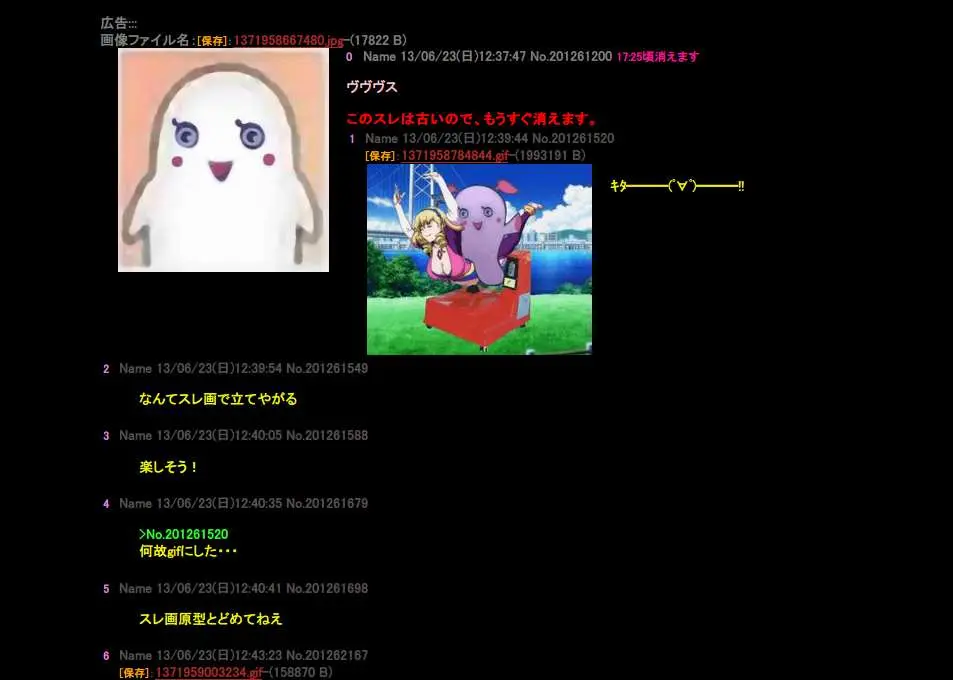 広告:::
画像ファイル名:[保存]:1371958667480.jpg-(17822 B)
0 Name 13/06/23(日)12:37:47 No.201261200 17:25頃消えます
ヴヴヴス
このスレは古いので、もうすぐ消えます。
1 Name 13/06/23(日)12:39:44 No.201261520
[保存]:1371958784844.gif-(1993191 B)
ｷﾀ━━━(ﾟ∀ﾟ)━━━!!
2 Name 13/06/23(日)12:39:54 No.201261549
なんてスレ画で立てやがる
3 Name 13/06/23(日)12:40:05 No.201261588
楽しそう！
4 Name 13/06/23(日)12:40:35 No.201261679
>No.201261520
何故gifにした・・・
5 Name 13/06/23(日)12:40:41 No.201261698
スレ画原型とどめてねえ
6 Name 13/06/23(日)12:43:23 No.201262167
[保存]:1371959003234.gif-(158870 B)